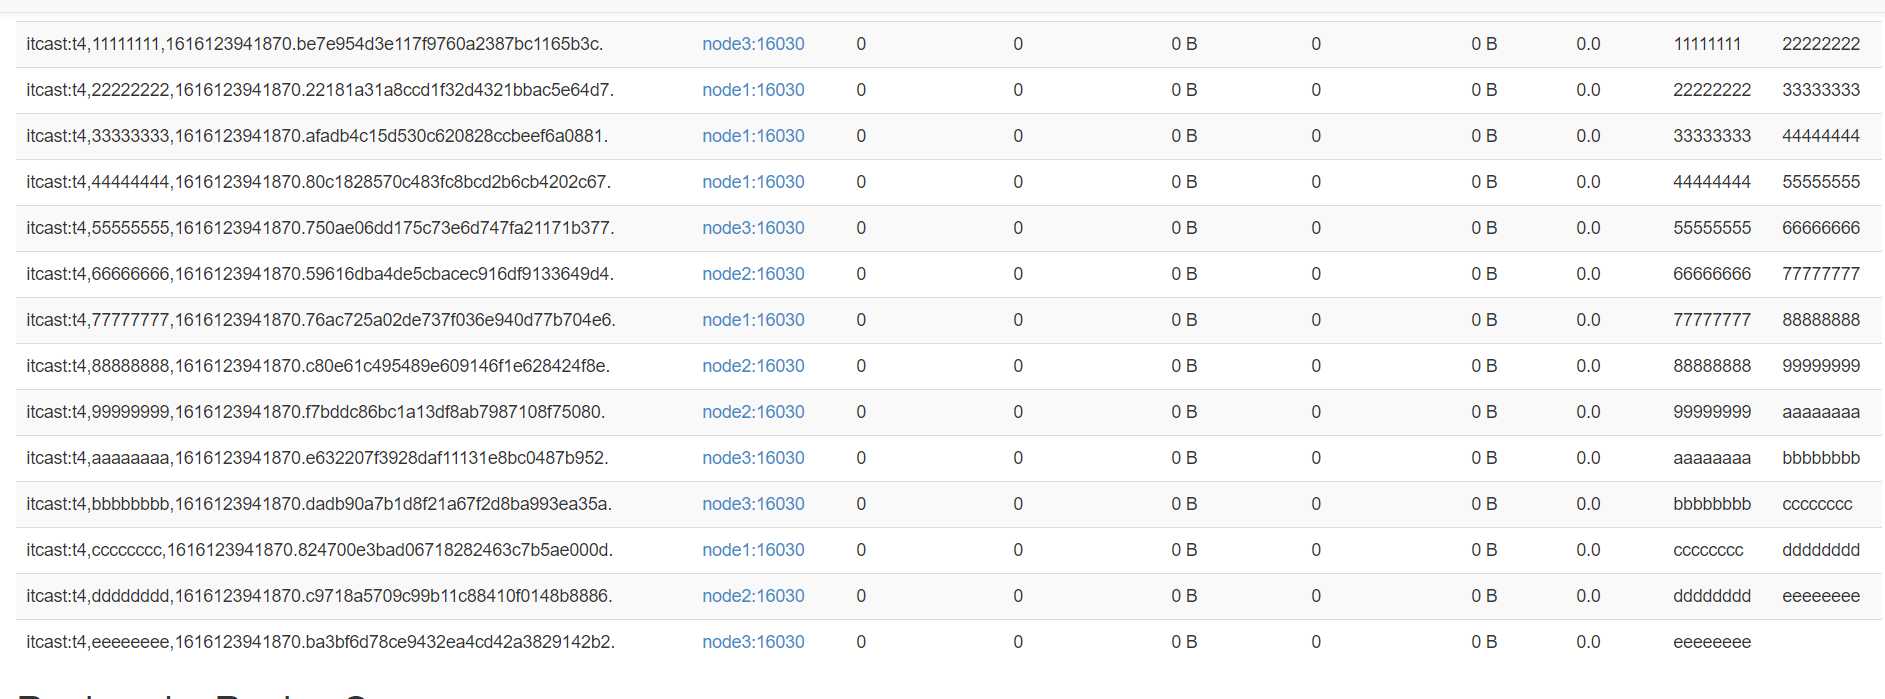 itcast:t4,11111111,1616123941870.be7e954d3e117f9760a2387bc1165b3c. node3:16030 0 0 0 B 0 0 B 0.0 11111111 22222222
itcast:t4,22222222,1616123941870.22181a31a8ccd1f32d4321bbac5e64d7. node1:16030 0 0 0 B 0 0 B 0.0 22222222 33333333
itcast:t4,33333333,1616123941870.afadb4c15d530c620828ccbeef6a0881. node1:16030 0 0 0 B 0 0 B 0.0 33333333 44444444
itcast:t4,44444444,1616123941870.80c1828570c483fc8bcd2b6cb4202c67. node1:16030 0 0 0 B 0 0 B 0.0 44444444 55555555
itcast:t4,55555555,1616123941870.750ae06dd175c73e6d747fa21171b377. node3:16030 0 0 0 B 0 0 B 0.0 55555555 66666666
itcast:t4,66666666,1616123941870.59616dba4de5cbacec916df9133649d4. node2:16030 0 0 0 B 0 0 B 0.0 66666666 77777777
itcast:t4,77777777,1616123941870.76ac725a02de737f036e940d77b704e6. node1:16030 0 0 0 B 0 0 B 0.0 77777777 88888888
itcast:t4,88888888,1616123941870.c80e61c495489e609146f1e628424f8e. node2:16030 0 0 0 B 0 0 B 0.0 88888888 99999999
itcast:t4,99999999,1616123941870.f7bddc86bc1a13df8ab7987108f75080. node2:16030 0 0 0 B 0 0 B 0.0 99999999 aaaaaaaa
itcast:t4,aaaaaaaa,1616123941870.e632207f3928daf11131e8bc0487b952. node3:16030 0 0 0 B 0 0 B 0.0 aaaaaaaa bbbbbbbb
itcast:t4,bbbbbbbb,1616123941870.dadb90a7b1d8f21a67f2d8ba993ea35a. node3:16030 0 0 0 B 0 0 B 0.0 bbbbbbbb cccccccc
itcast:t4,cccccccc,1616123941870.824700e3bad06718282463c7b5ae000d. node1:16030 0 0 0 B 0 0 B 0.0 cccccccc dddddddd
itcast:t4,dddddddd,1616123941870.c9718a5709c99b11c88410f0148b8886. node2:16030 0 0 0 B 0 0 B 0.0 dddddddd eeeeeeee
itcast:t4,eeeeeeee,1616123941870.ba3bf6d78ce9432ea4cd42a3829142b2. node3:16030 0 0 0 B 0 0 B 0.0 eeeeeeee